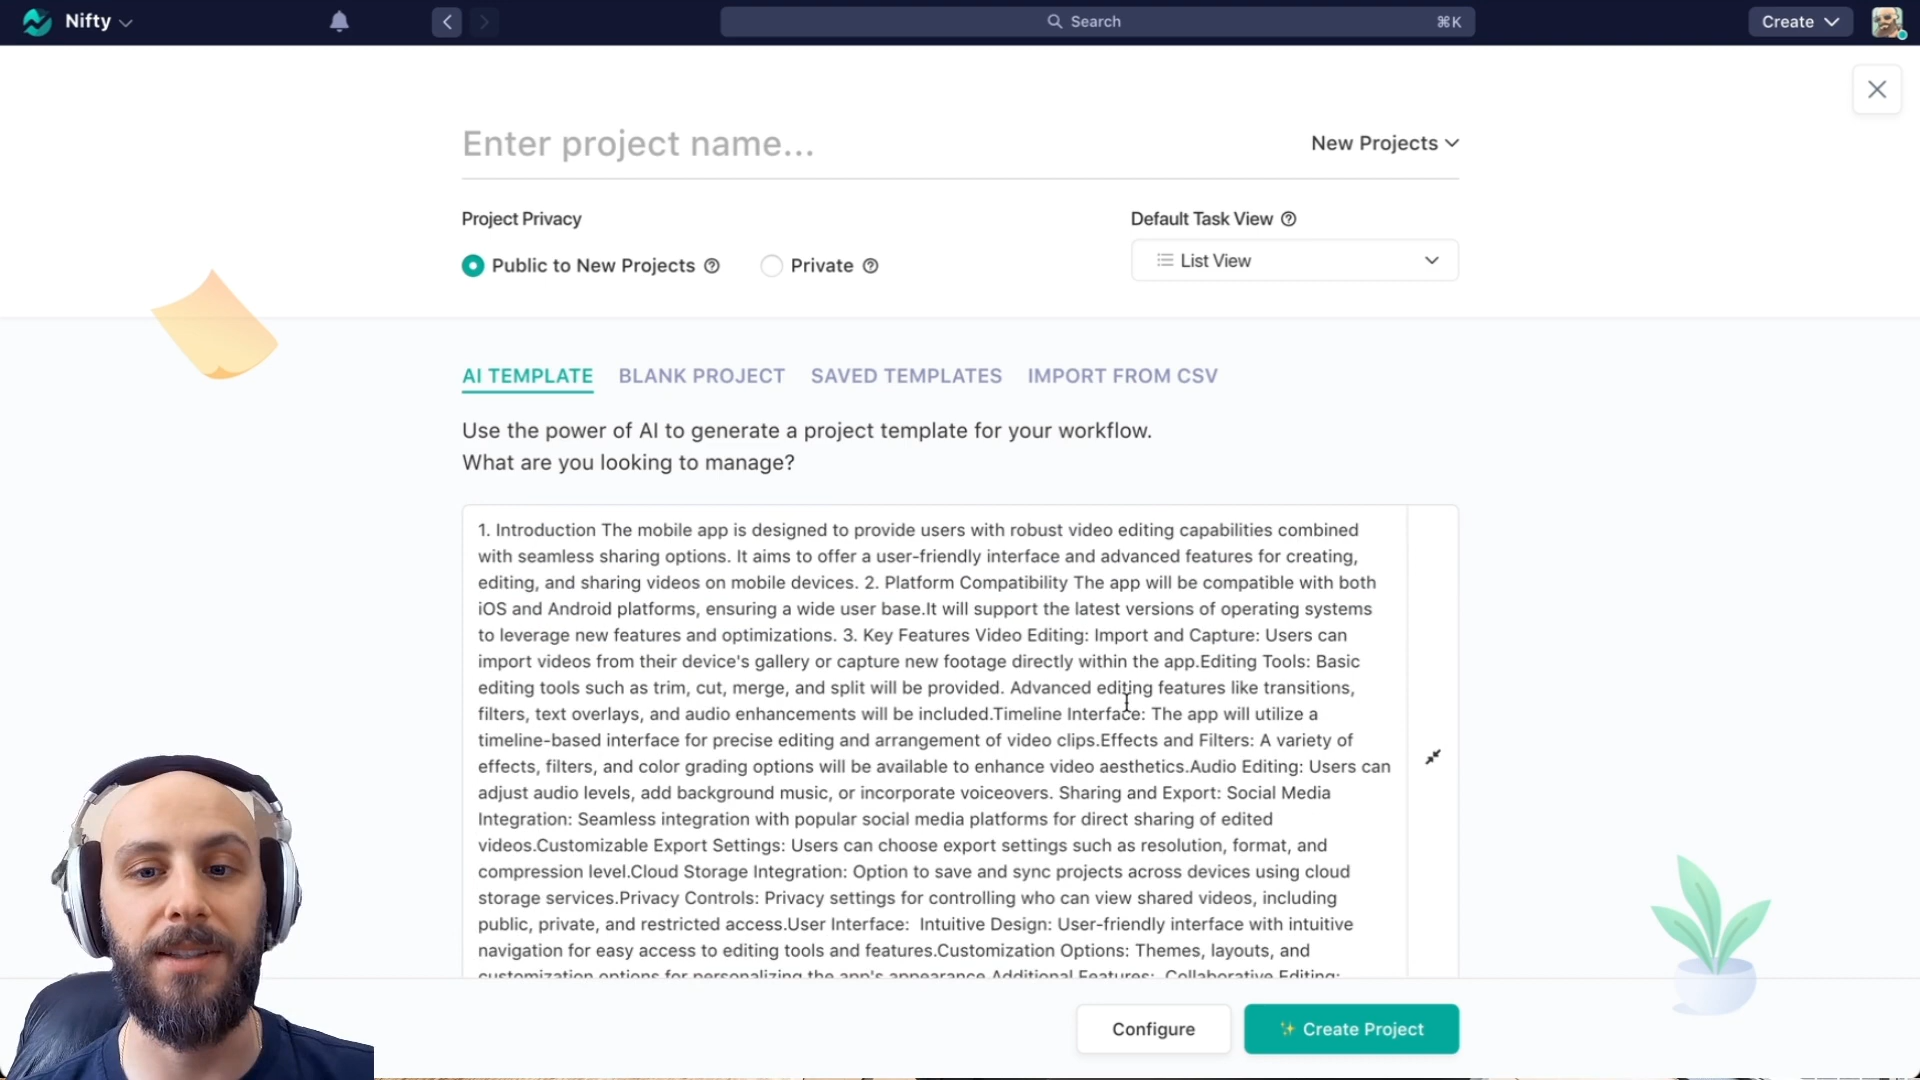 Nifty
Search
⌘K
Create
Enter project name...
New Projects
Project Privacy
Default Task View
Public to New Projects
Private
List View
AI TEMPLATE
BLANK PROJECT
SAVED TEMPLATES
IMPORT FROM CSV
Use the power of AI to generate a project template for your workflow.
What are you looking to manage?
1. Introduction The mobile app is designed to provide users with robust video editing capabilities combined
with seamless sharing options. It aims to offer a user-friendly interface and advanced features for creating,
editing, and sharing videos on mobile devices. 2. Platform Compatibility The app will be compatible with both
iOS and Android platforms, ensuring a wide user base.It will support the latest versions of operating systems
to leverage new features and optimizations. 3. Key Features Video Editing: Import and Capture: Users can
import videos from their device's gallery or capture new footage directly within the app.Editing Tools: Basic
editing tools such as trim, cut, merge, and split will be provided. Advanced editing features like transitions,
filters, text overlays, and audio enhancements will be included.Timeline Interface: The app will utilize a
timeline-based interface for precise editing and arrangement of video clips.Effects and Filters: A variety of
effects, filters, and color grading options will be available to enhance video aesthetics.Audio Editing: Users can
adjust audio levels, add background music, or incorporate voiceovers. Sharing and Export: Social Media
Integration: Seamless integration with popular social media platforms for direct sharing of edited
videos.Customizable Export Settings: Users can choose export settings such as resolution, format, and
compression level.Cloud Storage Integration: Option to save and sync projects across devices using cloud
storage services.Privacy Controls: Privacy settings for controlling who can view shared videos, including
public, private, and restricted access.User Interface:  Intuitive Design: User-friendly interface with intuitive
navigation for easy access to editing tools and features.Customization Options: Themes, layouts, and
customization options for personalizing the app's appearance.Additional Features:  Collaborative Editing:
Configure
Create Project